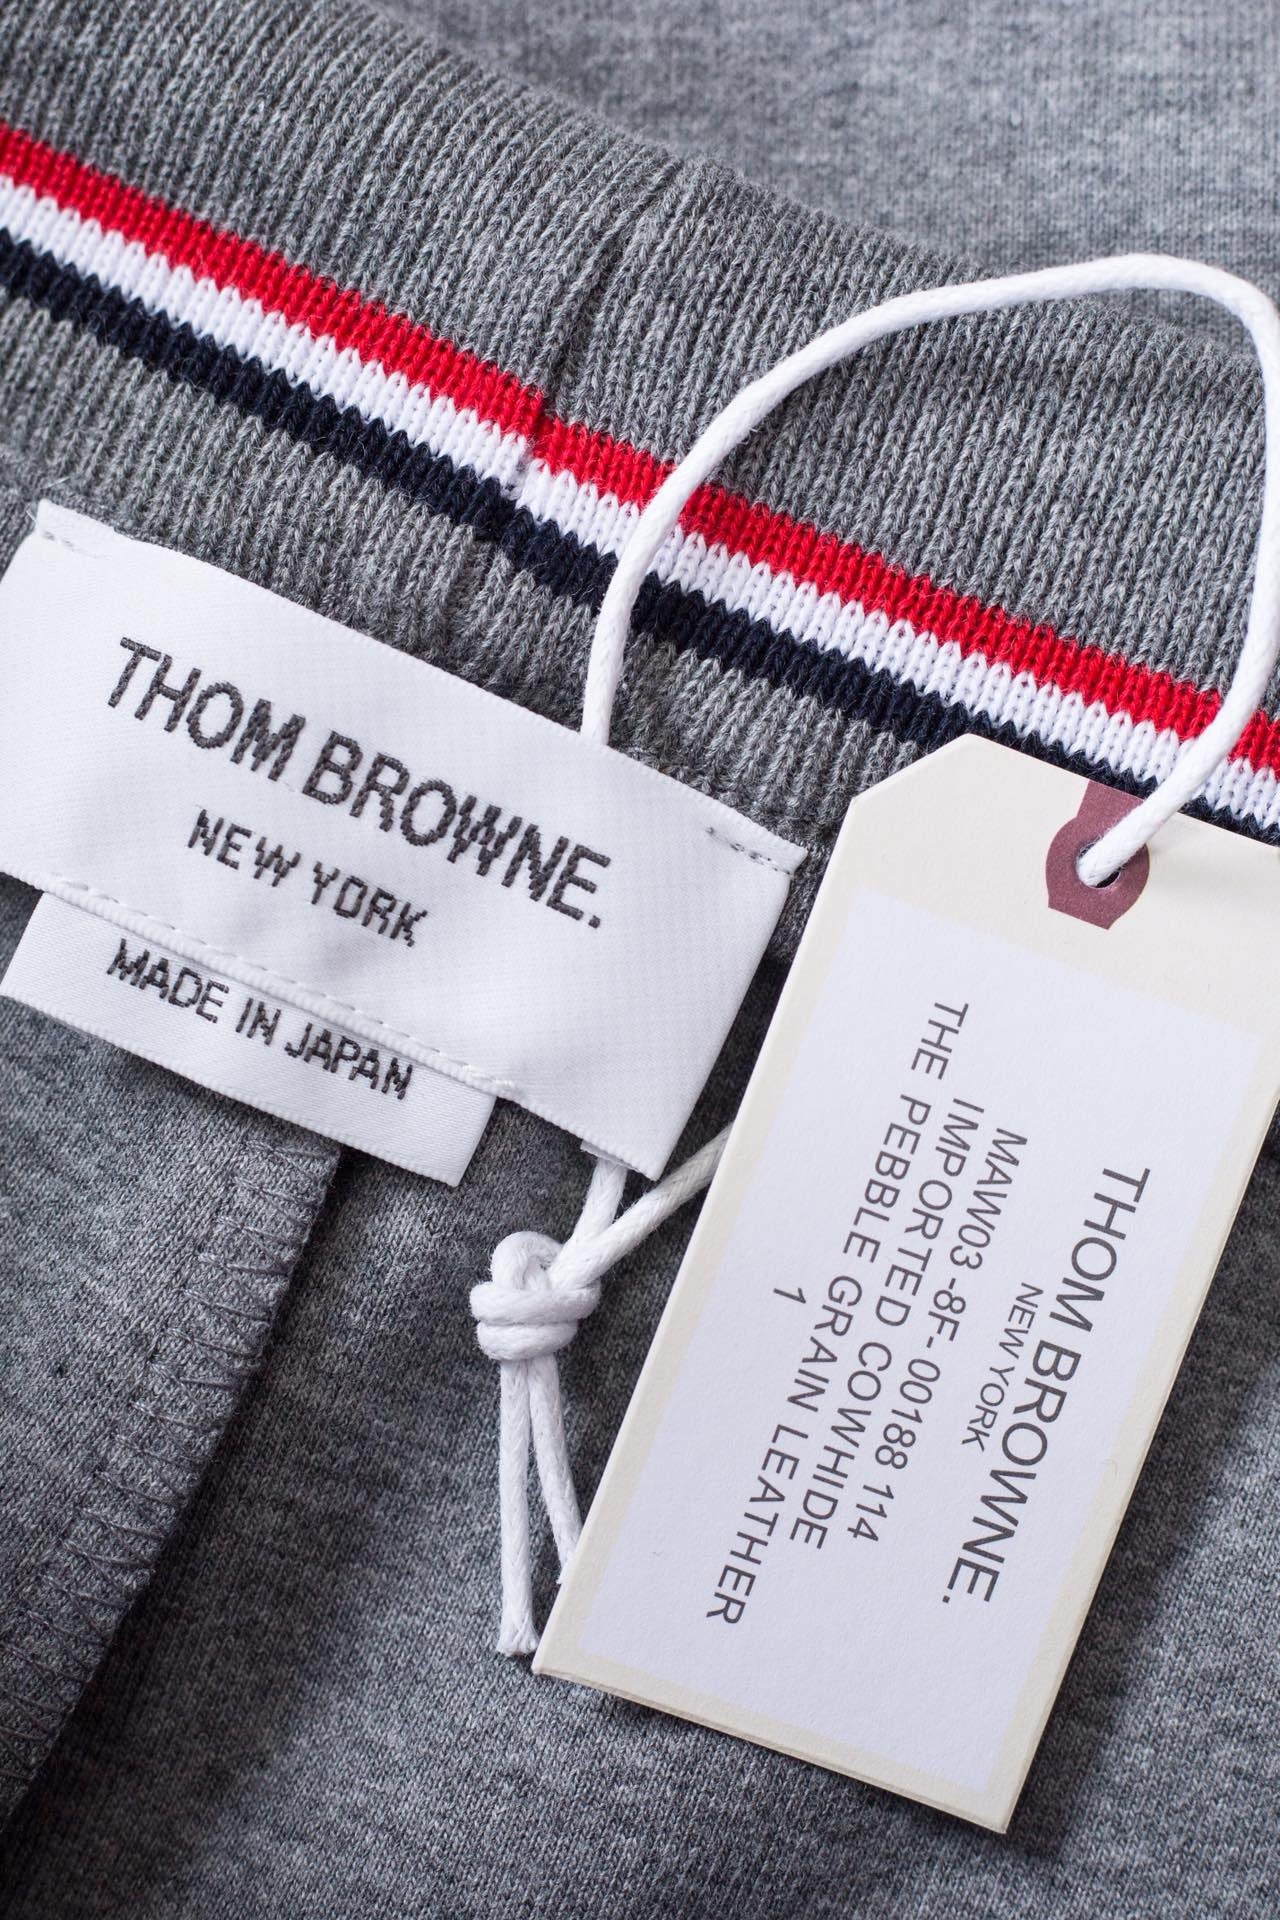 THOM BROWNE.
NEW YORK
MADE IN JAPAN
THOM BROWNE.
NEW YORK
MAW03 -8F- 00188 114
IMPORTED COWHIDE
THE PEBBLE GRAIN LEATHER
1